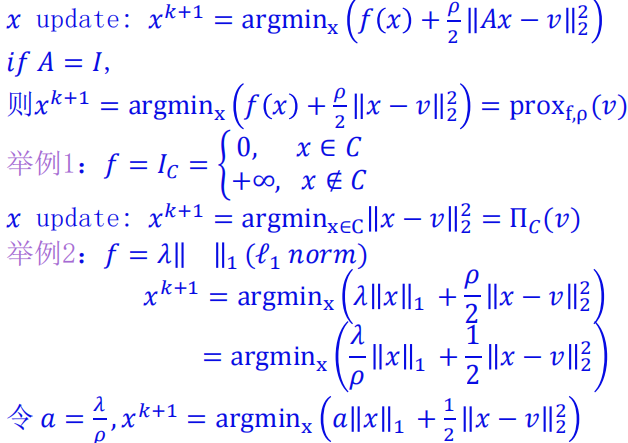 x update: x^{k+1} = argmin_x (f(x) + ρ/2 ‖Ax − v‖₂²)
if A = I,
则x^{k+1} = argmin_x (f(x) + ρ/2 ‖x − v‖₂²) = prox_{f,ρ}(v)
举例1：f = I_C = { 0, x ∈ C
+∞, x ∉ C
x update: x^{k+1} = argmin_{x∈C}‖x − v‖₂² = Π_C(v)
举例2：f = λ‖ ‖₁ (ℓ₁ norm)
x^{k+1} = argmin_x (λ‖x‖₁ + ρ/2 ‖x − v‖₂²)
= argmin_x (λ/ρ ‖x‖₁ + 1/2 ‖x − v‖₂²)
令 a = λ/ρ, x^{k+1} = argmin_x (a‖x‖₁ + 1/2 ‖x − v‖₂²)